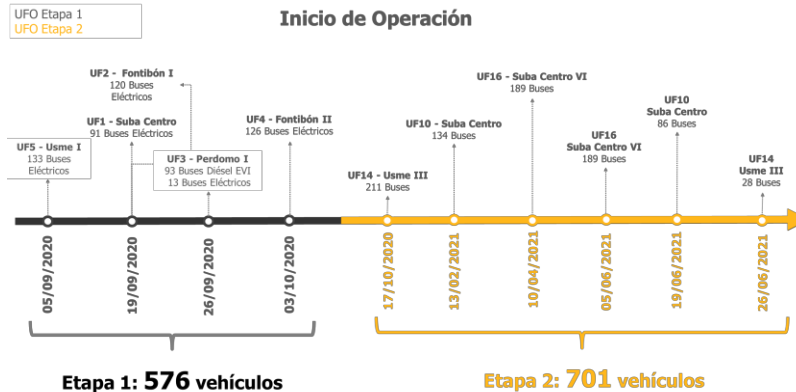 UFO Etapa 1
UFO Etapa 2
Inicio de Operación
UF2 - Fontibón I
120 Buses
Eléctricos
UF1 - Suba Centro
91 Buses Eléctricos
UF4 - Fontibón II
126 Buses Eléctricos
UF5 - Usme I
133 Buses
Eléctricos
UF3 - Perdomo I
93 Buses Diésel EVI
13 Buses Eléctricos
UF16 - Suba Centro VI
189 Buses
UF10 - Suba Centro
134 Buses
UF14 - Usme III
211 Buses
UF16
Suba Centro VI
189 Buses
UF10
Suba Centro
86 Buses
UF14
Usme III
28 Buses
05/09/2020
19/09/2020
26/09/2020
03/10/2020
17/10/2020
13/02/2021
10/04/2021
05/06/2021
19/06/2021
26/06/2021
Etapa 1: 576 vehículos
Etapa 2: 701 vehículos